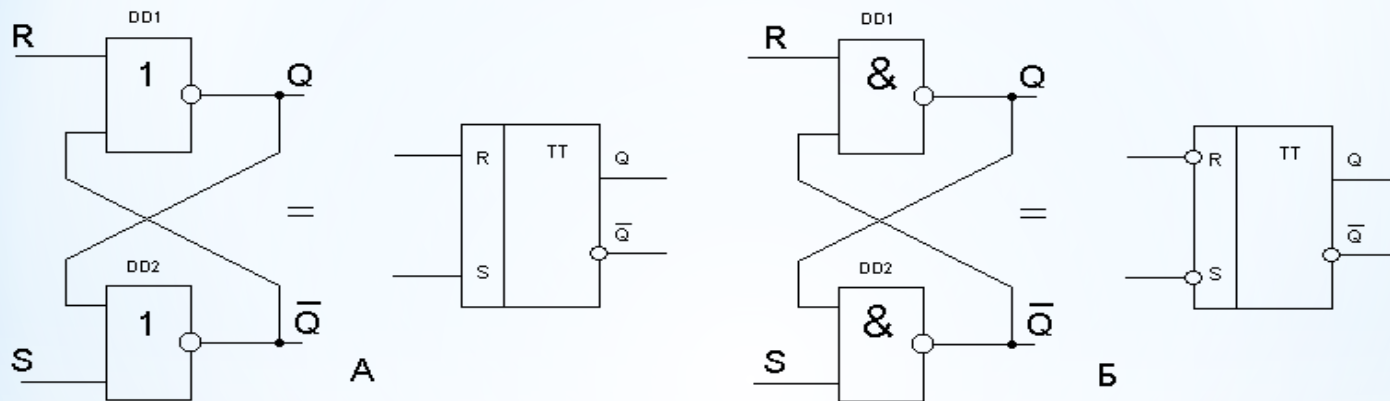 DD1
R
1
Q
DD2
S
1
Q̅
=
R
TT
Q
S
Q̅
А
DD1
R
&
Q
DD2
S
&
Q̅
=
R
TT
Q
S
Q̅
Б